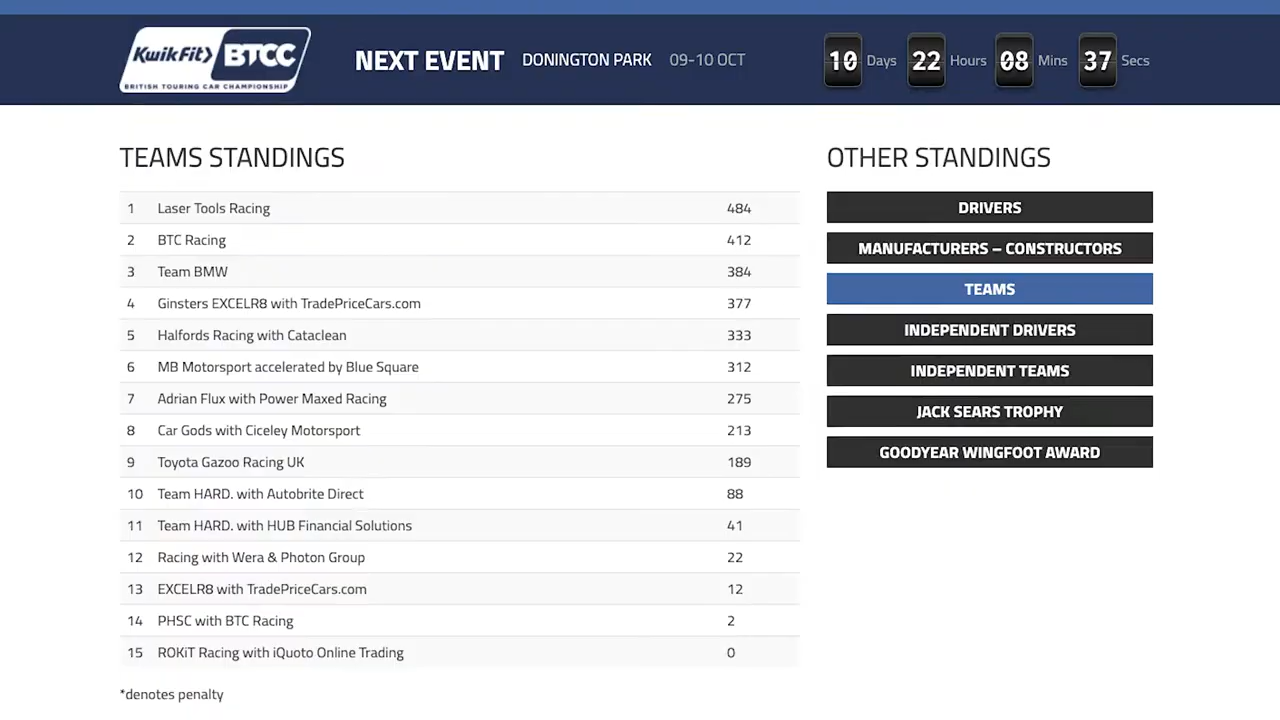 KwikFit BTCC
BRITISH TOURING CAR CHAMPIONSHIP
NEXT EVENT DONINGTON PARK 09-10 OCT
10 Days 22 Hours 08 Mins 37 Secs
TEAMS STANDINGS
1 Laser Tools Racing 484
2 BTC Racing 412
3 Team BMW 384
4 Ginsters EXCELR8 with TradePriceCars.com 377
5 Halfords Racing with Cataclean 333
6 MB Motorsport accelerated by Blue Square 312
7 Adrian Flux with Power Maxed Racing 275
8 Car Gods with Ciceley Motorsport 213
9 Toyota Gazoo Racing UK 189
10 Team HARD. with Autobrite Direct 88
11 Team HARD. with HUB Financial Solutions 41
12 Racing with Wera & Photon Group 22
13 EXCELR8 with TradePriceCars.com 12
14 PHSC with BTC Racing 2
15 ROKiT Racing with iQuoto Online Trading 0
*denotes penalty
OTHER STANDINGS
DRIVERS
MANUFACTURERS – CONSTRUCTORS
TEAMS
INDEPENDENT DRIVERS
INDEPENDENT TEAMS
JACK SEARS TROPHY
GOODYEAR WINGFOOT AWARD